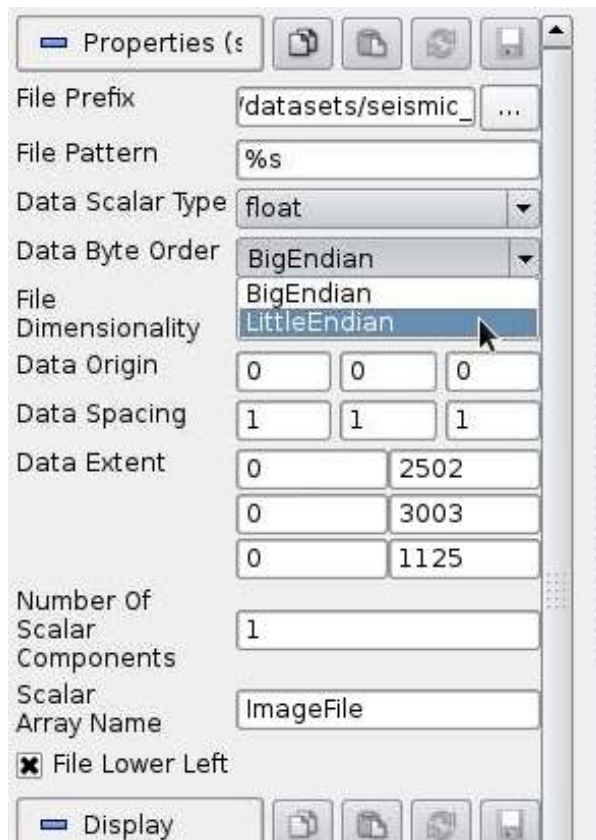 Properties (s
File Prefix
/datasets/seismic_
...
File Pattern
%s
Data Scalar Type
float
Data Byte Order
BigEndian
BigEndian
LittleEndian
File
Dimensionality
Data Origin
0 0 0
Data Spacing
1 1 1
Data Extent
0 2502
0 3003
0 1125
Number Of
Scalar
Components
1
Scalar
Array Name
ImageFile
File Lower Left
Display